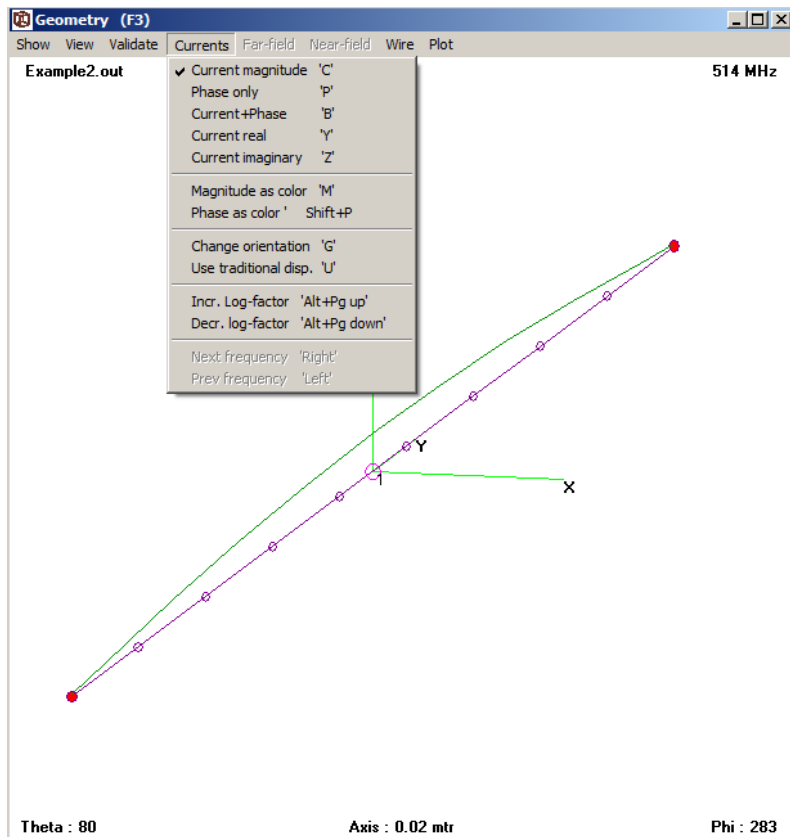 Geometry (F3)
Show View Validate Currents Far-field Near-field Wire Plot
Example2.out 514 MHz
Current magnitude 'C'
Phase only 'P'
Current+Phase 'B'
Current real 'Y'
Current imaginary 'Z'
Magnitude as color 'M'
Phase as color ' Shift+P
Change orientation 'G'
Use traditional disp. 'U'
Incr. Log-factor 'Alt+Pg up'
Decr. log-factor 'Alt+Pg down'
Next frequency 'Right'
Prev frequency 'Left'
Y
1
X
Theta : 80 Axis : 0.02 mtr Phi : 283